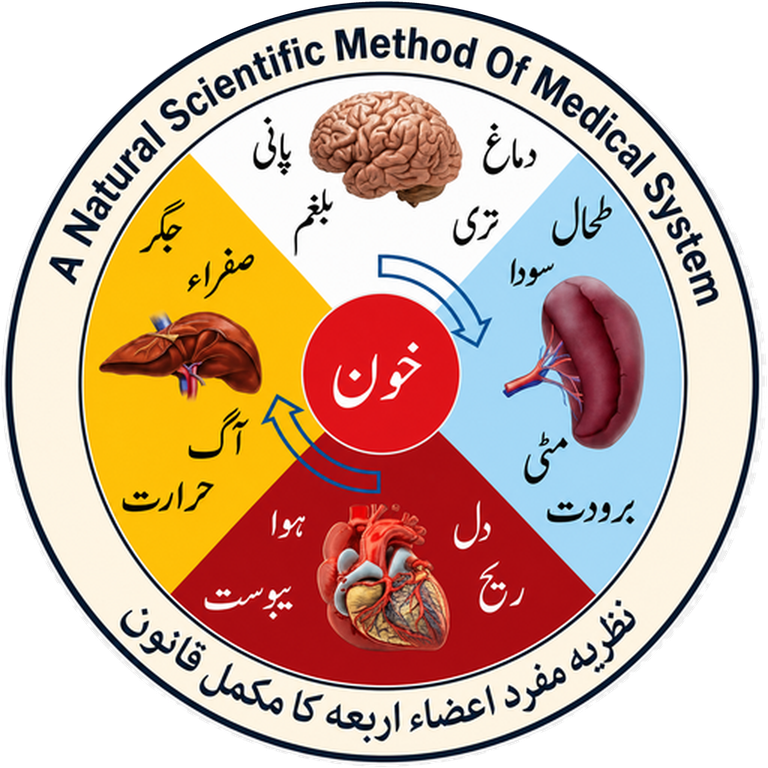 A Natural Scientific Method Of Medical System
دماغ
پانی
تری
بلغم
طحال
سودا
مٹی
برودت
جگر
صفراء
آگ
حرارت
خون
دل
ہوا
ریح
یبوست
نظریہ مفرد اعضاء اربعہ کا مکمل قانون